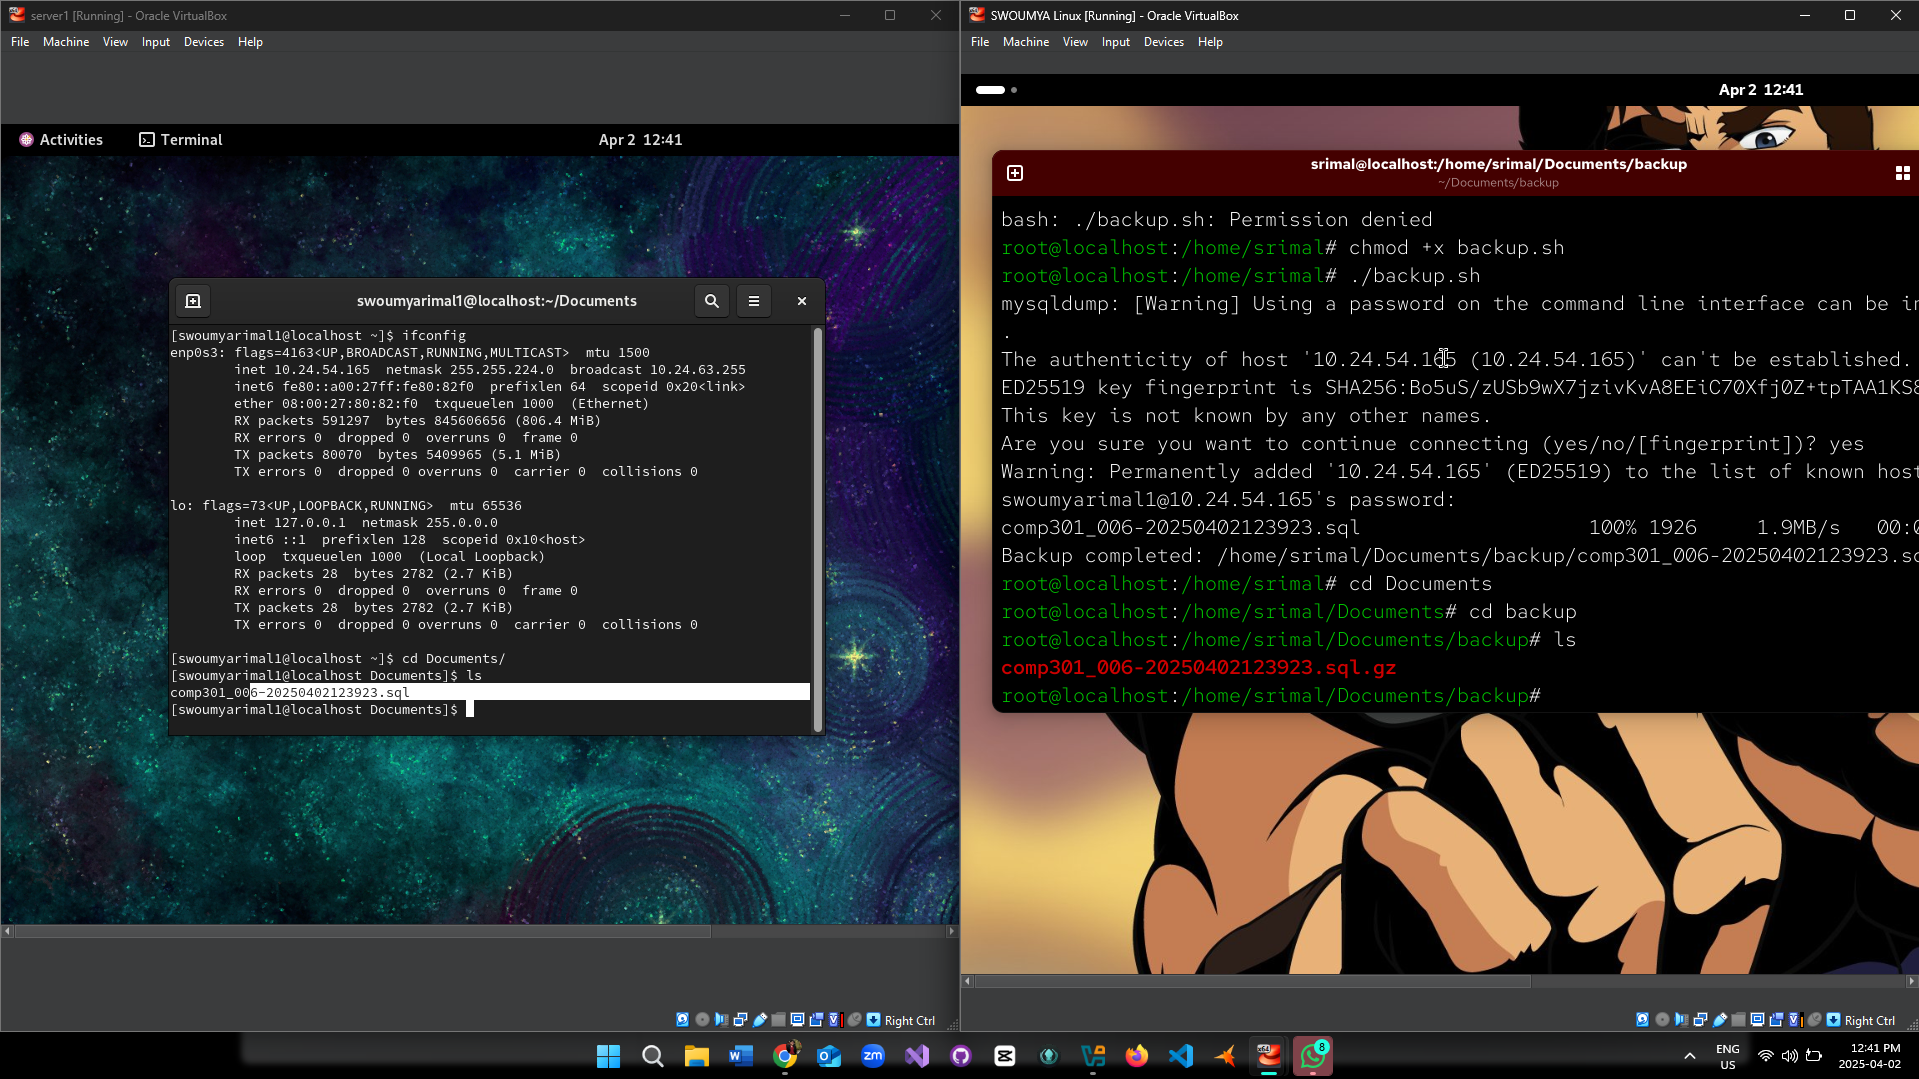 server1 [Running] - Oracle VirtualBox
File Machine View Input Devices Help
Activities Terminal Apr 2 12:41
swoumyarimal1@localhost:~/Documents
[swoumyarimal1@localhost ~]$ ifconfig
enp0s3: flags=4163<UP,BROADCAST,RUNNING,MULTICAST> mtu 1500
inet 10.24.54.165 netmask 255.255.224.0 broadcast 10.24.63.255
inet6 fe80::a00:27ff:fe80:82f0 prefixlen 64 scopeid 0x20<link>
ether 08:00:27:80:82:f0 txqueuelen 1000 (Ethernet)
RX packets 591297 bytes 845606656 (806.4 MiB)
RX errors 0 dropped 0 overruns 0 frame 0
TX packets 80070 bytes 5409965 (5.1 MiB)
TX errors 0 dropped 0 overruns 0 carrier 0 collisions 0
lo: flags=73<UP,LOOPBACK,RUNNING> mtu 65536
inet 127.0.0.1 netmask 255.0.0.0
inet6 ::1 prefixlen 128 scopeid 0x10<host>
loop txqueuelen 1000 (Local Loopback)
RX packets 28 bytes 2782 (2.7 KiB)
RX errors 0 dropped 0 overruns 0 frame 0
TX packets 28 bytes 2782 (2.7 KiB)
TX errors 0 dropped 0 overruns 0 carrier 0 collisions 0
[swoumyarimal1@localhost ~]$ cd Documents/
[swoumyarimal1@localhost Documents]$ ls
comp301_006-20250402123923.sql
[swoumyarimal1@localhost Documents]$
Right Ctrl
SWOUMYA Linux [Running] - Oracle VirtualBox
File Machine View Input Devices Help
Apr 2 12:41
srimal@localhost:/home/srimal/Documents/backup
~/Documents/backup
bash: ./backup.sh: Permission denied
root@localhost:/home/srimal# chmod +x backup.sh
root@localhost:/home/srimal# ./backup.sh
mysqldump: [Warning] Using a password on the command line interface can be in
.
The authenticity of host '10.24.54.165 (10.24.54.165)' can't be established.
ED25519 key fingerprint is SHA256:Bo5uS/zUSb9wX7jzivKvA8EEiC70Xfj0Z+tpTAA1KS8
This key is not known by any other names.
Are you sure you want to continue connecting (yes/no/[fingerprint])? yes
Warning: Permanently added '10.24.54.165' (ED25519) to the list of known host
swoumyarimal1@10.24.54.165's password:
comp301_006-20250402123923.sql 100% 1926 1.9MB/s 00:0
Backup completed: /home/srimal/Documents/backup/comp301_006-20250402123923.sq
root@localhost:/home/srimal# cd Documents
root@localhost:/home/srimal/Documents# cd backup
root@localhost:/home/srimal/Documents/backup# ls
comp301_006-20250402123923.sql.gz
root@localhost:/home/srimal/Documents/backup#
Right Ctrl
zm
8
ENG
US
12:41 PM
2025-04-02